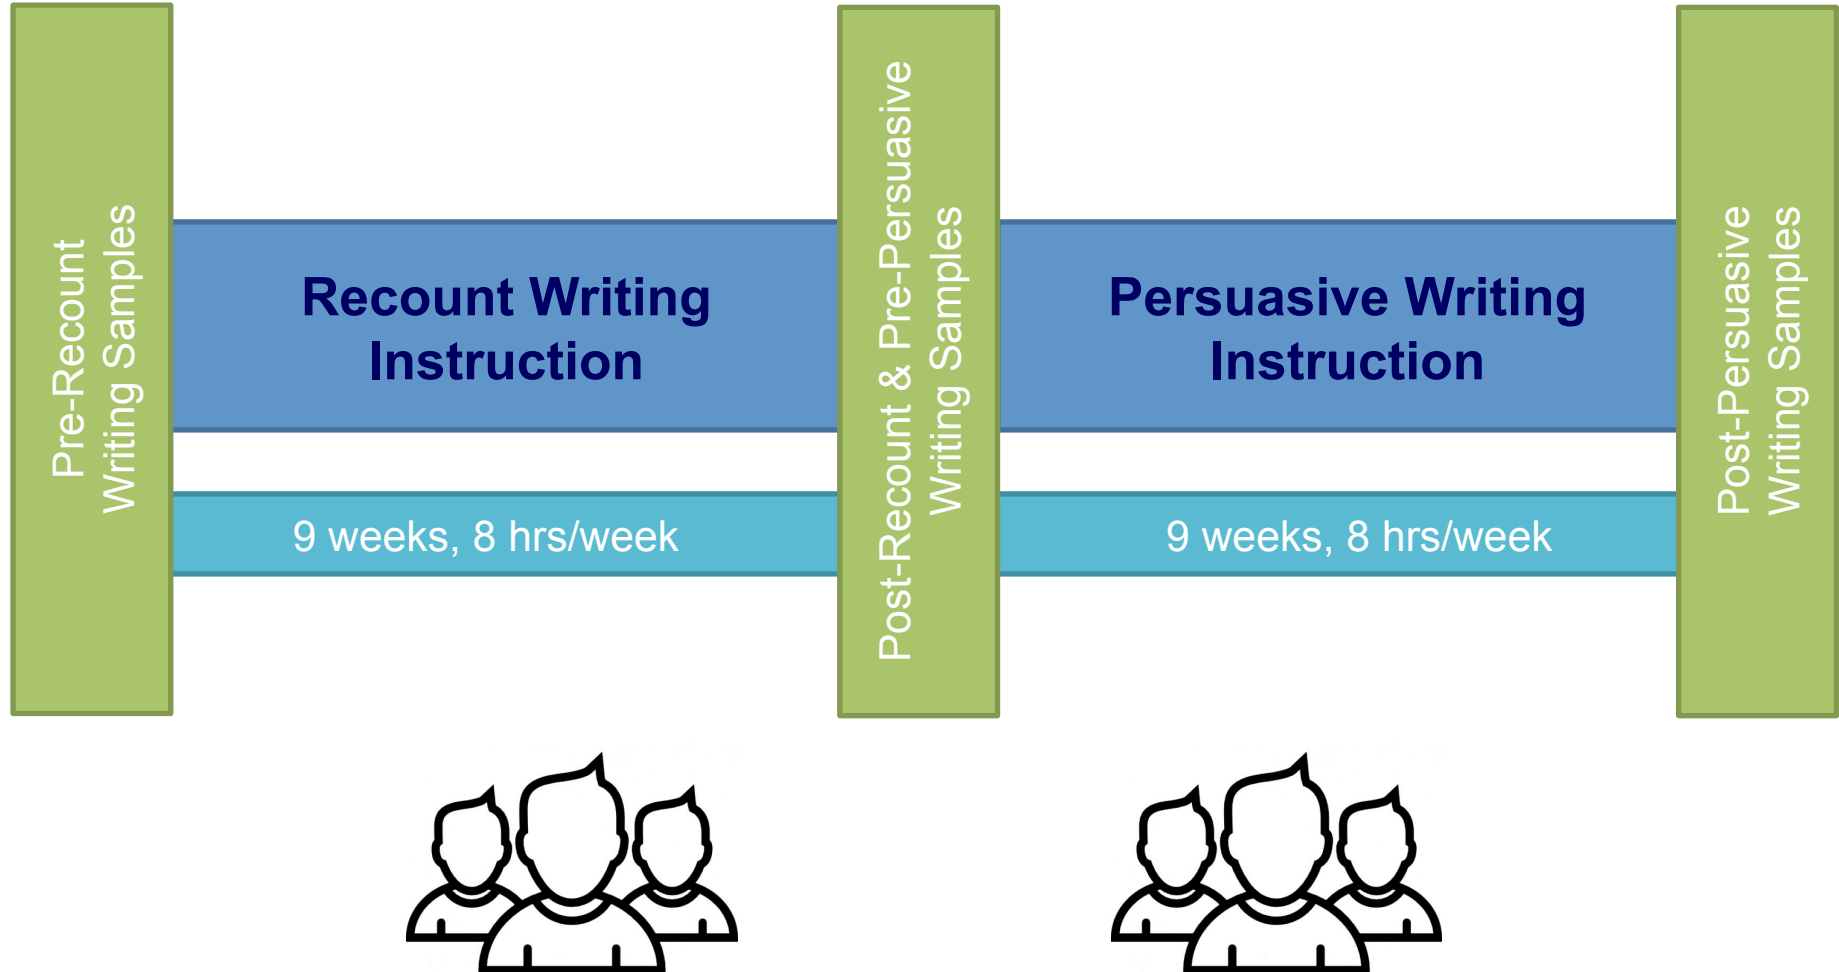 Pre-Recount
Writing Samples
Recount Writing
Instruction
9 weeks, 8 hrs/week
Post-Recount & Pre-Persuasive
Writing Samples
Persuasive Writing
Instruction
9 weeks, 8 hrs/week
Post-Persuasive
Writing Samples